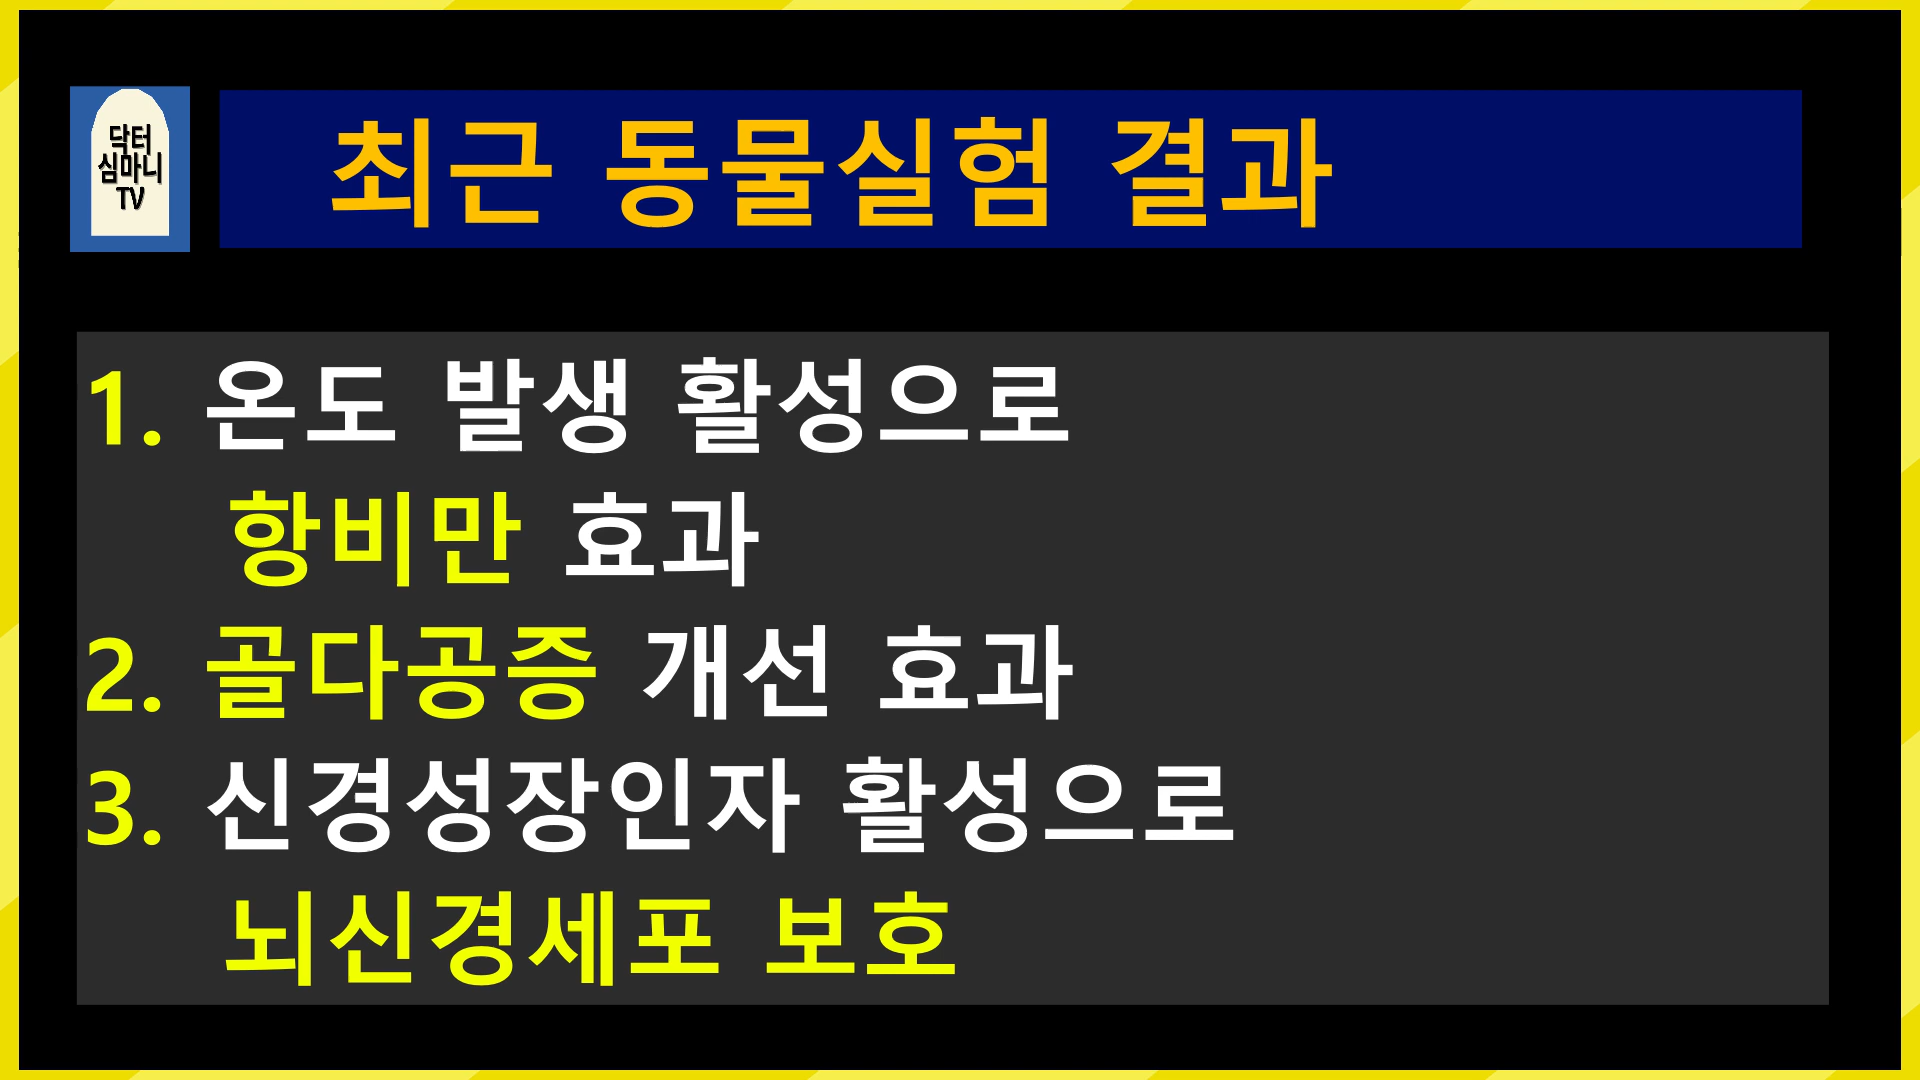 닥터
심마니
TV
최근 동물실험 결과
1. 온도 발생 활성으로
항비만 효과
2. 골다공증 개선 효과
3. 신경성장인자 활성으로
뇌신경세포 보호